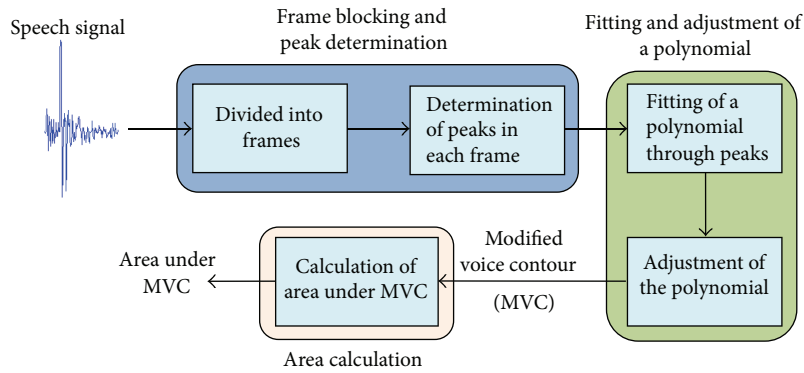 Speech signal
Frame blocking and
peak determination
Fitting and adjustment of
a polynomial
Divided into
frames
Determination
of peaks in
each frame
Fitting of a
polynomial
through peaks
Adjustment of
the polynomial
Modified
voice contour
(MVC)
Calculation of
area under MVC
Area under
MVC
Area calculation